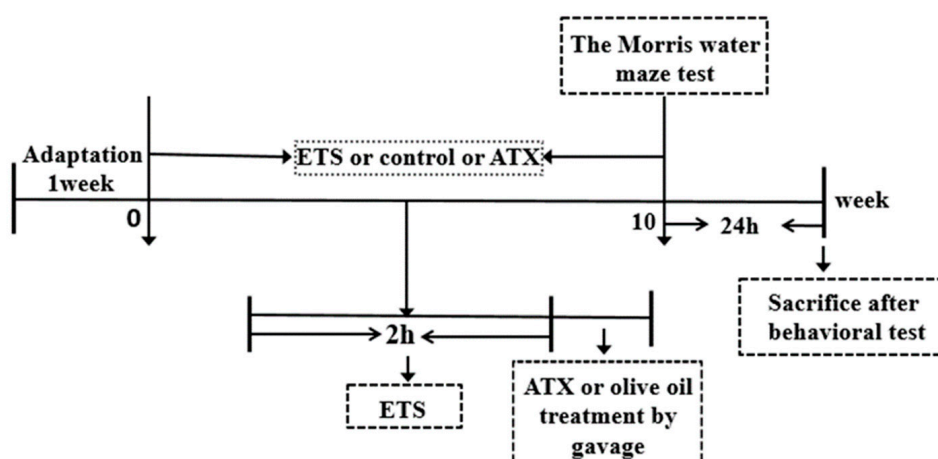 The Morris water
maze test
Adaptation
1week
ETS or control or ATX
0
10
24h
week
2h
ETS
ATX or olive oil
treatment by
gavage
Sacrifice after
behavioral test